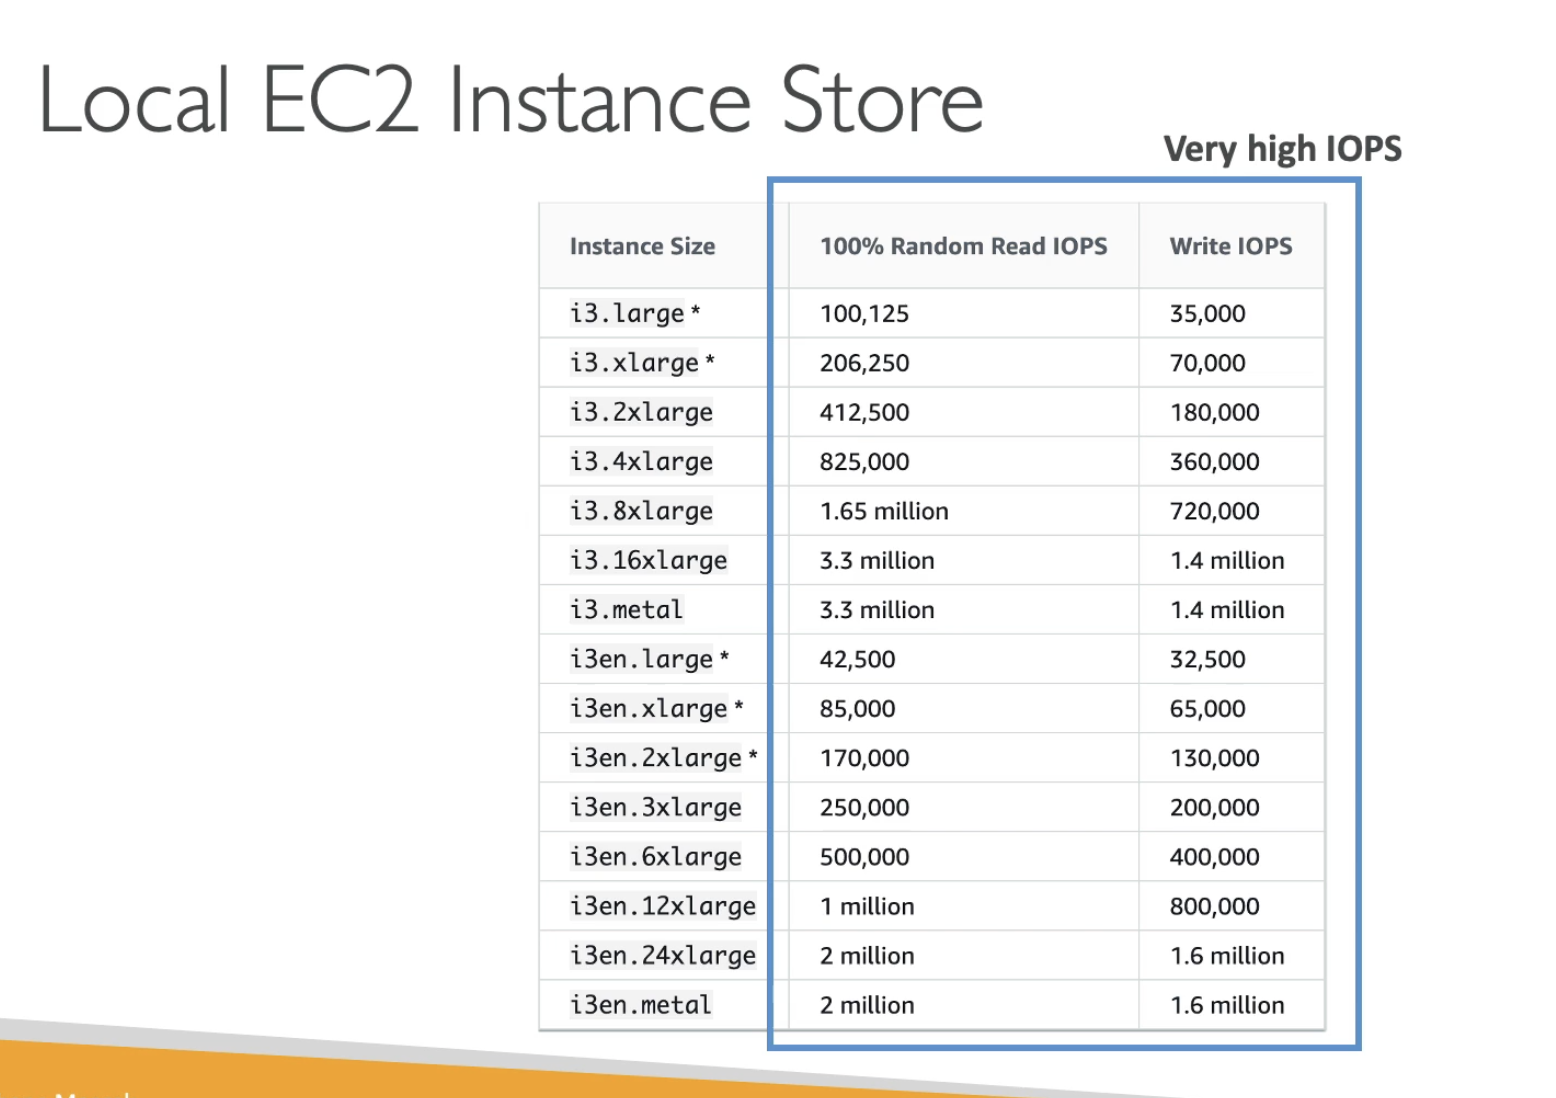 Local EC2 Instance Store
Very high IOPS
Instance Size 100% Random Read IOPS Write IOPS
i3.large * 100,125 35,000
i3.xlarge * 206,250 70,000
i3.2xlarge 412,500 180,000
i3.4xlarge 825,000 360,000
i3.8xlarge 1.65 million 720,000
i3.16xlarge 3.3 million 1.4 million
i3.metal 3.3 million 1.4 million
i3en.large * 42,500 32,500
i3en.xlarge * 85,000 65,000
i3en.2xlarge * 170,000 130,000
i3en.3xlarge 250,000 200,000
i3en.6xlarge 500,000 400,000
i3en.12xlarge 1 million 800,000
i3en.24xlarge 2 million 1.6 million
i3en.metal 2 million 1.6 million